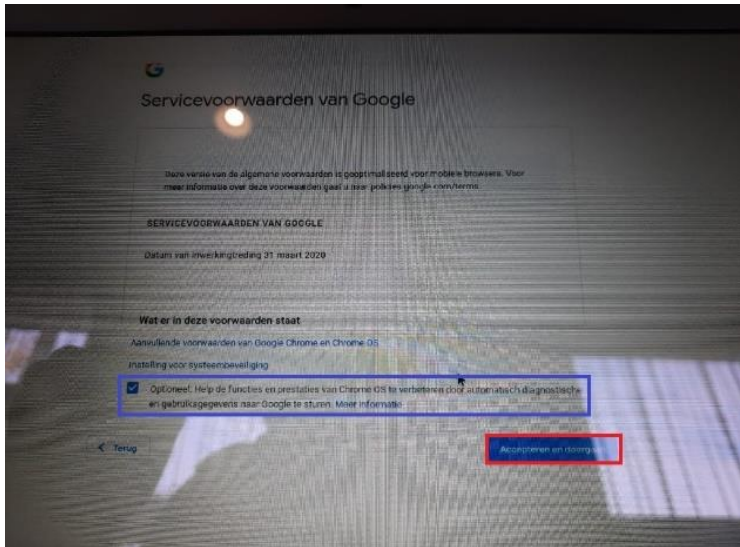 Servicevoorwaarden van Google
Deze versie van de algemene voorwaarden is geoptimaliseerd voor mobiele browsers. Voor
meer informatie over deze voorwaarden gaat u naar policies.google.com/terms.
SERVICEVOORWAARDEN VAN GOOGLE
Datum van inwerkingtreding 31 maart 2020
Wat er in deze voorwaarden staat
Aanvullende voorwaarden van Google Chrome en Chrome OS
Instelling voor systeembeveiliging
Optioneel: Help de functies en prestaties van Chrome OS te verbeteren door automatisch diagnostische
en gebruiksgegevens naar Google te sturen. Meer informatie
< Terug
Accepteren en doorgaan